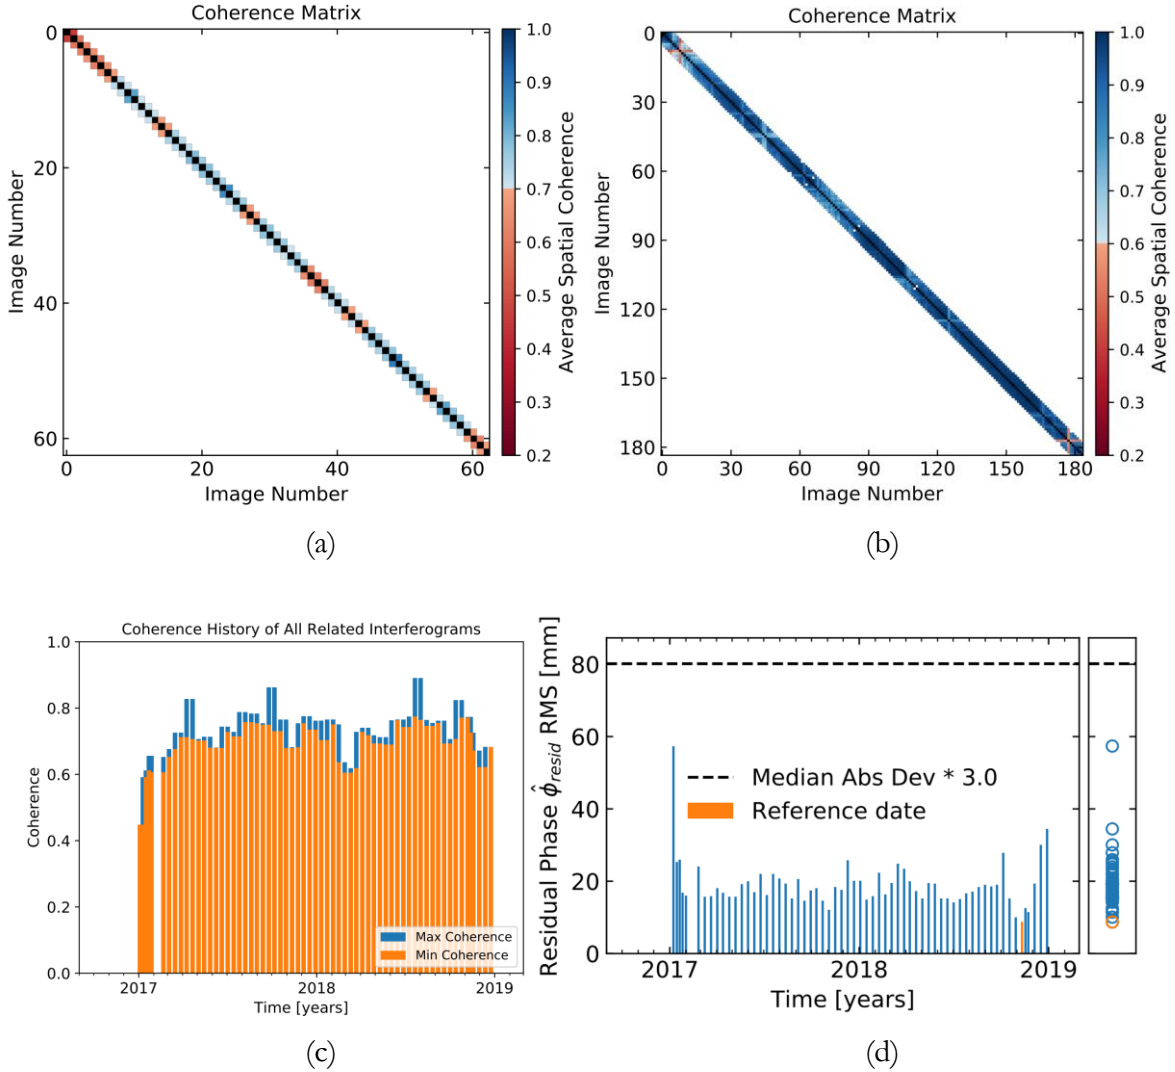 Coherence Matrix
0
20
40
60
0
20
40
60
Image Number
Image Number
1.0
0.9
0.8
0.7
0.6
0.5
0.4
0.3
0.2
Average Spatial Coherence
(a)
Coherence Matrix
0
30
60
90
120
150
180
0
30
60
90
120
150
180
Image Number
Image Number
1.0
0.9
0.8
0.7
0.6
0.5
0.4
0.3
0.2
Average Spatial Coherence
(b)
Coherence History of All Related Interferograms
1.0
0.8
0.6
0.4
0.2
0.0
Coherence
Max Coherence
Min Coherence
2017
2018
2019
Time [years]
(c)
Residual Phase ϕ̂_resid RMS [mm]
80
60
40
20
0
Median Abs Dev * 3.0
Reference date
2017
2018
2019
Time [years]
(d)